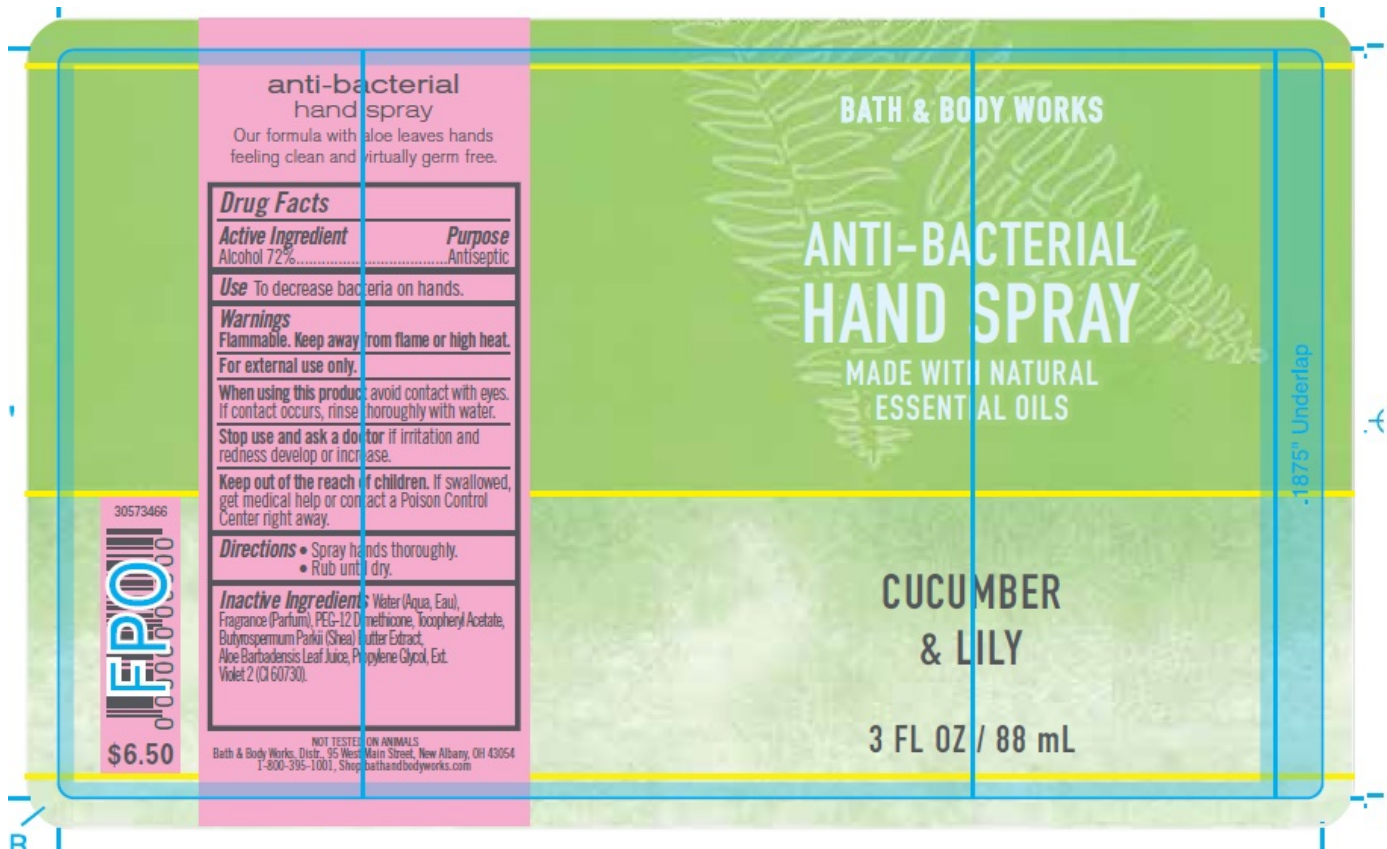 anti-bacterial
hand spray
Our formula with aloe leaves hands
feeling clean and virtually germ free.
Drug Facts
Active Ingredient Purpose
Alcohol 72%....................................Antiseptic
Use To decrease bacteria on hands.
Warnings
Flammable. Keep away from flame or high heat.
For external use only.
When using this product avoid contact with eyes.
If contact occurs, rinse thoroughly with water.
Stop use and ask a doctor if irritation and
redness develop or increase.
Keep out of the reach of children. If swallowed,
get medical help or contact a Poison Control
Center right away.
Directions • Spray hands thoroughly.
• Rub until dry.
Inactive Ingredients Water (Aqua, Eau),
Fragrance (Parfum), PEG-12 Dimethicone, Tocopheryl Acetate,
Butyrospermum Parkii (Shea) Butter Extract,
Aloe Barbadensis Leaf Juice, Propylene Glycol, Ext.
Violet 2 (CI 60730).
NOT TESTED ON ANIMALS
Bath & Body Works, Distr., 95 West Main Street, New Albany, OH 43054
1-800-395-1001, Shop bathandbodyworks.com
30573466
FPO
$6.50
BATH & BODY WORKS
ANTI-BACTERIAL
HAND SPRAY
MADE WITH NATURAL
ESSENTIAL OILS
CUCUMBER
& LILY
3 FL OZ / 88 mL
.1875" Underlap
R